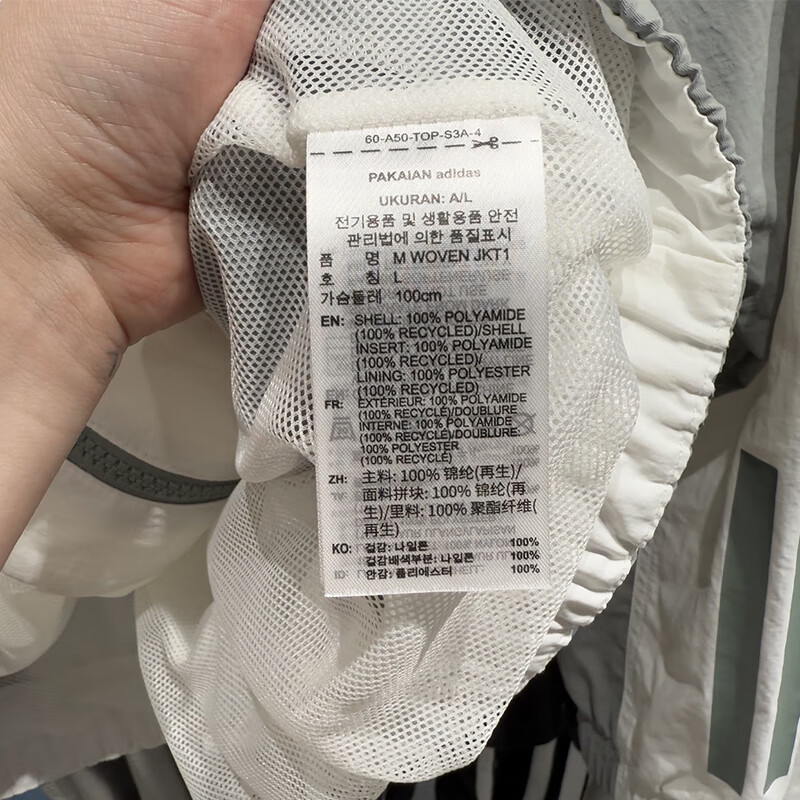 60-A50-TOP-S3A-4
PAKAIAN adidas
UKURAN: A/L
전기용품 및 생활용품 안전
관리법에 의한 품질표시
품 명 M WOVEN JKT1
호 칭 L
가슴둘레 100cm
EN: SHELL: 100% POLYAMIDE
(100% RECYCLED)/SHELL
INSERT: 100% POLYAMIDE
(100% RECYCLED)/
LINING: 100% POLYESTER
(100% RECYCLED)
FR: EXTÉRIEUR: 100% POLYAMIDE
(100% RECYCLÉ)/DOUBLURE
INTERNE: 100% POLYAMIDE
(100% RECYCLÉ)/DOUBLURE:
100% POLYESTER
(100% RECYCLÉ)
ZH: 主料: 100% 锦纶(再生)/
面料拼块: 100% 锦纶(再
生)/里料: 100% 聚酯纤维(
再生)
KO: 겉감: 나일론 100%
겉감배색부분: 나일론 100%
안감: 폴리에스터 100%